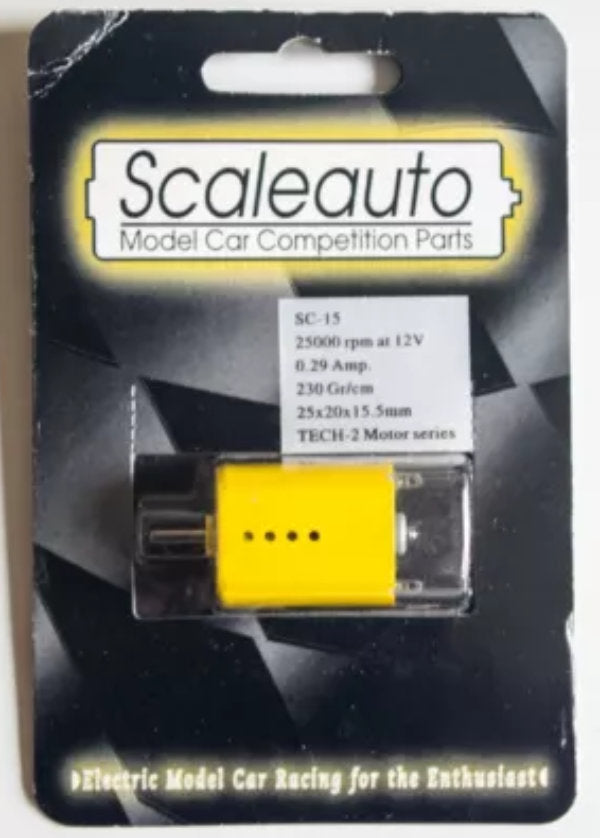 Scaleauto
Model Car Competition Parts
SC-15
25000 rpm at 12V
0.29 Amp.
230 Gr/cm
25x20x15.5mm
TECH-2 Motor series
Electric Model Car Racing for the Enthusiast